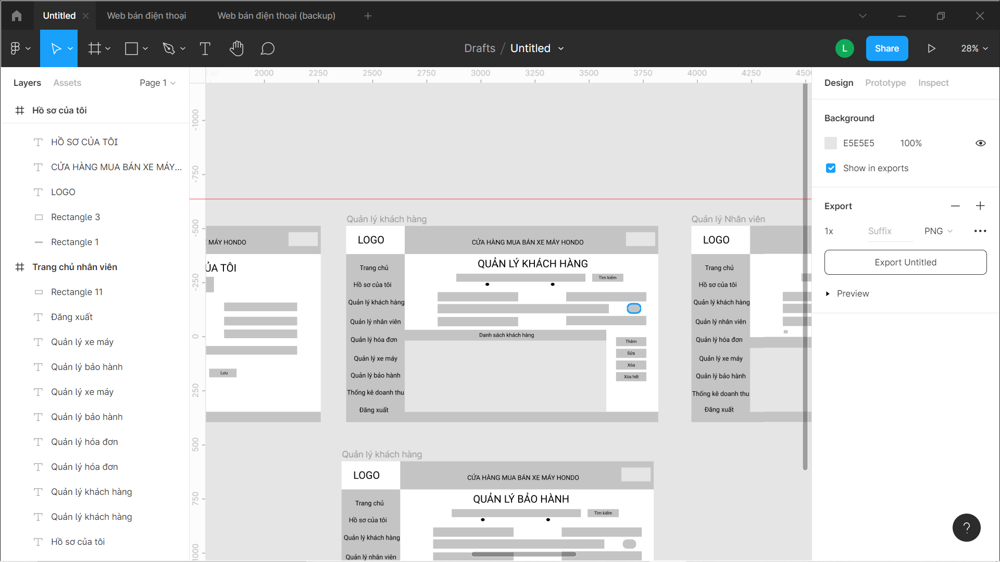 Untitled
Web bán điện thoại
Web bán điện thoại (backup)
Drafts / Untitled
L
Share
28%
Layers
Assets
Page 1
Hồ sơ của tôi
HỒ SƠ CỦA TÔI
CỬA HÀNG MUA BÁN XE MÁY...
LOGO
Rectangle 3
Rectangle 1
Trang chủ nhân viên
Rectangle 11
Đăng xuất
Quản lý xe máy
Quản lý bảo hành
Quản lý xe máy
Quản lý bảo hành
Quản lý hóa đơn
Quản lý hóa đơn
Quản lý khách hàng
Quản lý khách hàng
Hồ sơ của tôi
750 2000 2250 2500 2750 3000 3250 3500 3750 4000 4250 4500
-1000
-750
-500
-250
0
250
500
750
1000
E MÁY HONDO
ỦA TÔI
Lưu
Quản lý khách hàng
LOGO
CỬA HÀNG MUA BÁN XE MÁY HONDO
QUẢN LÝ KHÁCH HÀNG
Tìm kiếm
Trang chủ
Hồ sơ của tôi
Quản lý khách hàng
Quản lý nhân viên
Quản lý hóa đơn
Quản lý xe máy
Quản lý bảo hành
Thống kê doanh thu
Đăng xuất
Danh sách khách hàng
Thêm
Sửa
Xóa
Xóa hết
Quản lý Nhân viên
LOGO
Trang chủ
Hồ sơ của tôi
Quản lý khách hàng
Quản lý nhân viên
Quản lý hóa đơn
Quản lý xe máy
Quản lý bảo hành
Thống kê doanh thu
Đăng xuất
Quản lý khách hàng
LOGO
CỬA HÀNG MUA BÁN XE MÁY HONDO
QUẢN LÝ BẢO HÀNH
Tìm kiếm
Trang chủ
Hồ sơ của tôi
Quản lý khách hàng
Quản lý nhân viên
Design
Prototype
Inspect
Background
E5E5E5
100%
Show in exports
Export
1x
Suffix
PNG
Export Untitled
Preview
?